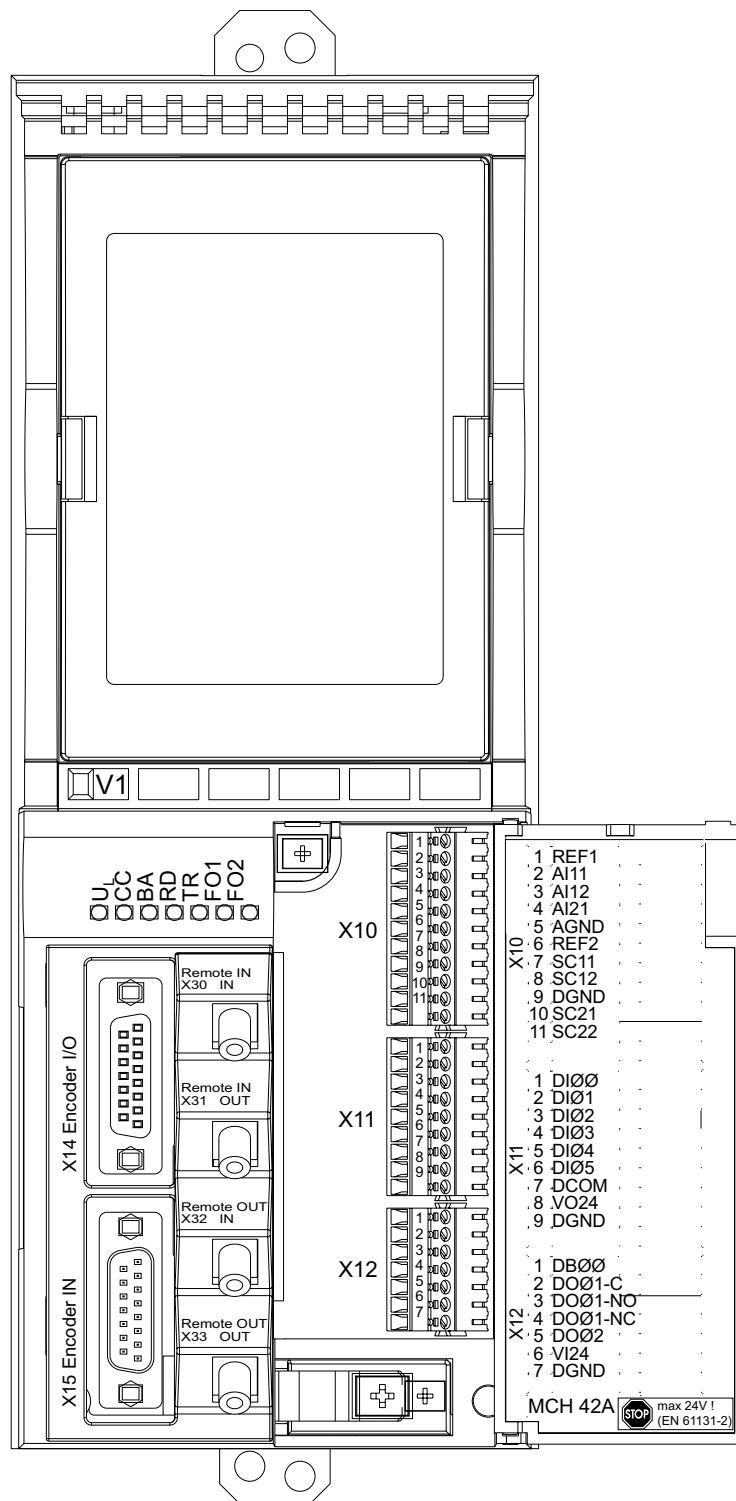 V1
UL
CC
BA
RD
TR
FO1
FO2
X14 Encoder I/O
X15 Encoder IN
Remote IN
X30 IN
Remote IN
X31 OUT
Remote OUT
X32 IN
Remote OUT
X33 OUT
X10
1
2
3
4
5
6
7
8
9
10
11
X11
1
2
3
4
5
6
7
8
9
X12
1
2
3
4
5
6
7
X10
1 REF1
2 AI11
3 AI12
4 AI21
5 AGND
6 REF2
7 SC11
8 SC12
9 DGND
10 SC21
11 SC22
X11
1 DIØØ
2 DIØ1
3 DIØ2
4 DIØ3
5 DIØ4
6 DIØ5
7 DCOM
8 VO24
9 DGND
X12
1 DBØØ
2 DOØ1-C
3 DOØ1-NO
4 DOØ1-NC
5 DOØ2
6 VI24
7 DGND
MCH 42A
STOP
max 24V !
(EN 61131-2)